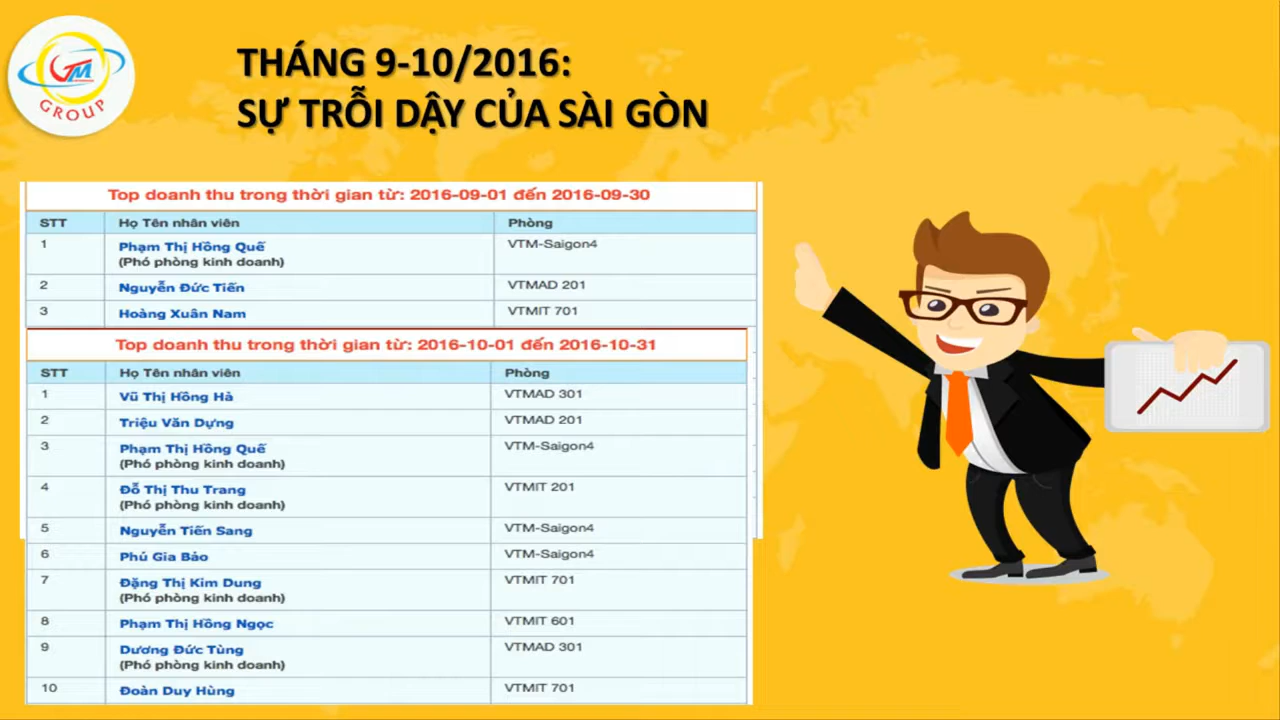 VTM
GROUP
THÁNG 9-10/2016:
SỰ TRỖI DẬY CỦA SÀI GÒN
Top doanh thu trong thời gian từ: 2016-09-01 đến 2016-09-30
STT Họ Tên nhân viên Phòng
1 Phạm Thị Hồng Quế VTM-Saigon4
(Phó phòng kinh doanh)
2 Nguyễn Đức Tiến VTMAD 201
3 Hoàng Xuân Nam VTMIT 701
Top doanh thu trong thời gian từ: 2016-10-01 đến 2016-10-31
STT Họ Tên nhân viên Phòng
1 Vũ Thị Hồng Hà VTMAD 301
2 Triệu Văn Dựng VTMAD 201
3 Phạm Thị Hồng Quế VTM-Saigon4
(Phó phòng kinh doanh)
4 Đỗ Thị Thu Trang VTMIT 201
(Phó phòng kinh doanh)
5 Nguyễn Tiến Sang VTM-Saigon4
6 Phú Gia Bảo VTM-Saigon4
7 Đặng Thị Kim Dung VTMIT 701
(Phó phòng kinh doanh)
8 Phạm Thị Hồng Ngọc VTMIT 601
9 Dương Đức Tùng VTMAD 301
(Phó phòng kinh doanh)
10 Đoàn Duy Hùng VTMIT 701